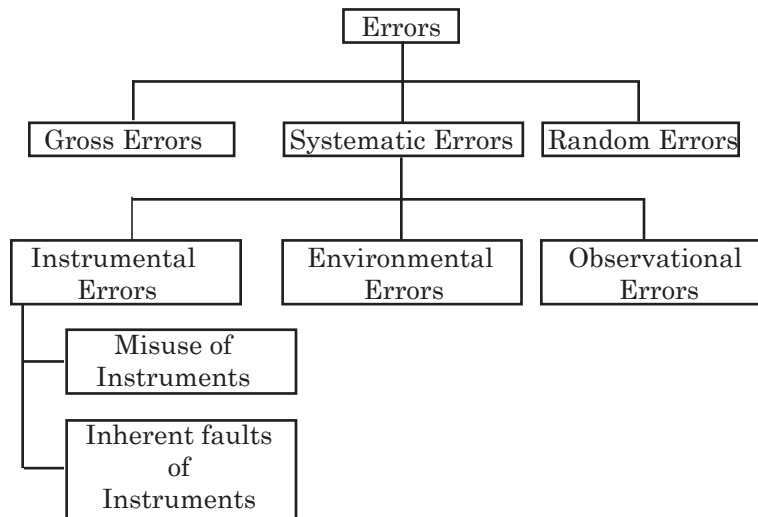 Errors
Gross Errors
Systematic Errors
Random Errors
Instrumental
Errors
Environmental
Errors
Observational
Errors
Misuse of
Instruments
Inherent faults
of
Instruments